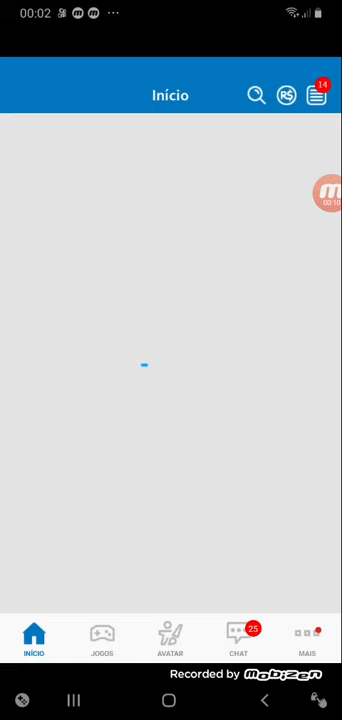 00:02
Início
R$
14
00:10
INÍCIO
JOGOS
AVATAR
25
CHAT
MAIS
Recorded by mobizen